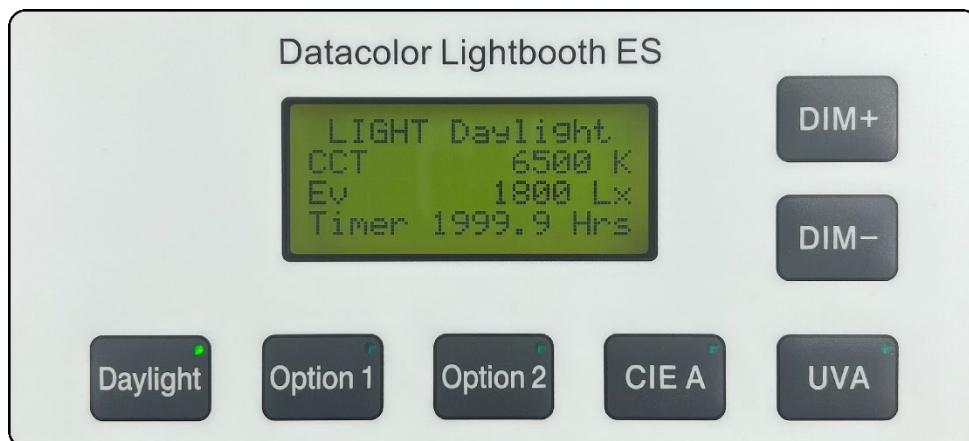 Datacolor Lightbooth ES
LIGHT Daylight
CCT 6500 K
Ev 1800 Lx
Timer 1999.9 Hrs
DIM+
DIM−
Daylight
Option 1
Option 2
CIE A
UVA